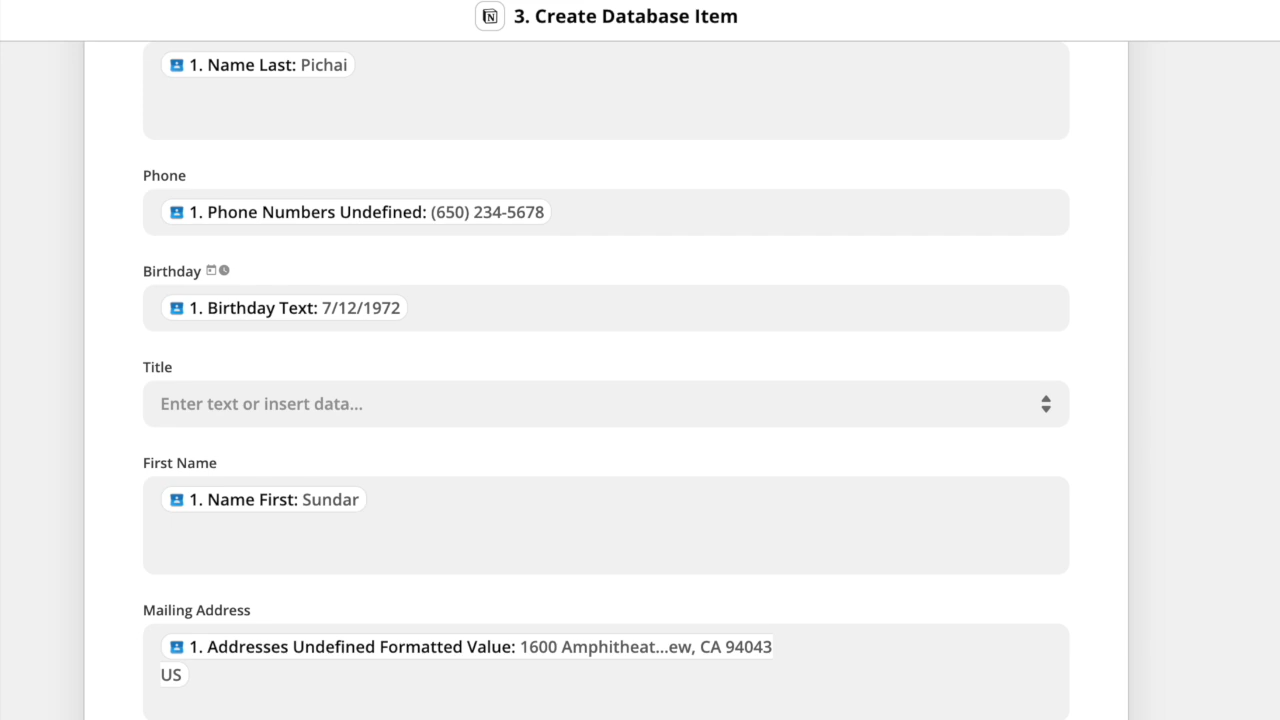 3. Create Database Item
1. Name Last: Pichai
Phone
1. Phone Numbers Undefined: (650) 234-5678
Birthday
1. Birthday Text: 7/12/1972
Title
Enter text or insert data...
First Name
1. Name First: Sundar
Mailing Address
1. Addresses Undefined Formatted Value: 1600 Amphitheat...ew, CA 94043
US